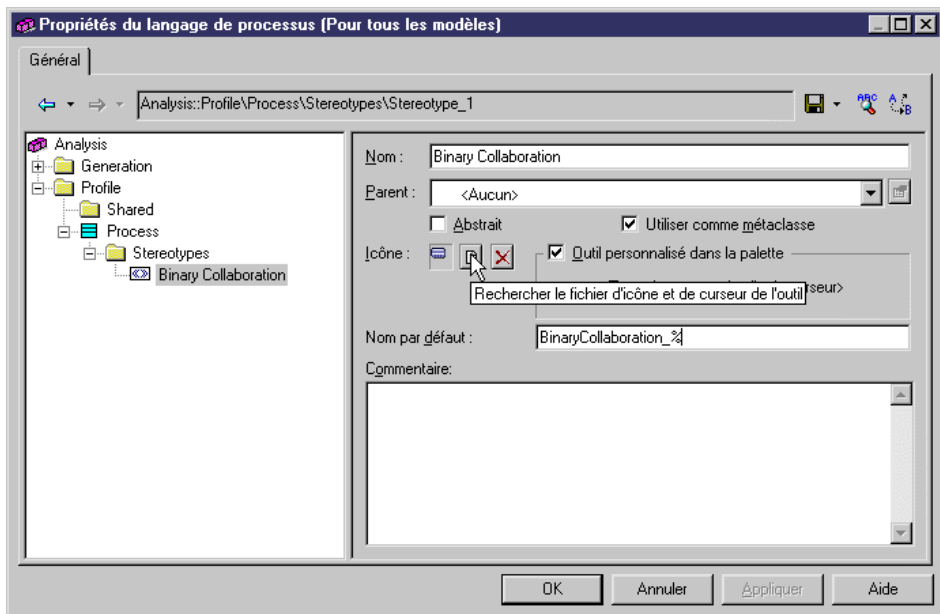 Propriétés du langage de processus (Pour tous les modèles)
Général
Analysis::Profile\Process\Stereotypes\Stereotype_1
ABC
A
B
Analysis
Generation
Profile
Shared
Process
Stereotypes
Binary Collaboration
Nom : Binary Collaboration
Parent : <Aucun>
Abstrait Utiliser comme métaclasse
Icône : Outil personnalisé dans la palette
Rechercher le fichier d'icône et de curseur de l'outil rseur>
Nom par défaut : BinaryCollaboration_%
Commentaire:
OK Annuler Appliquer Aide